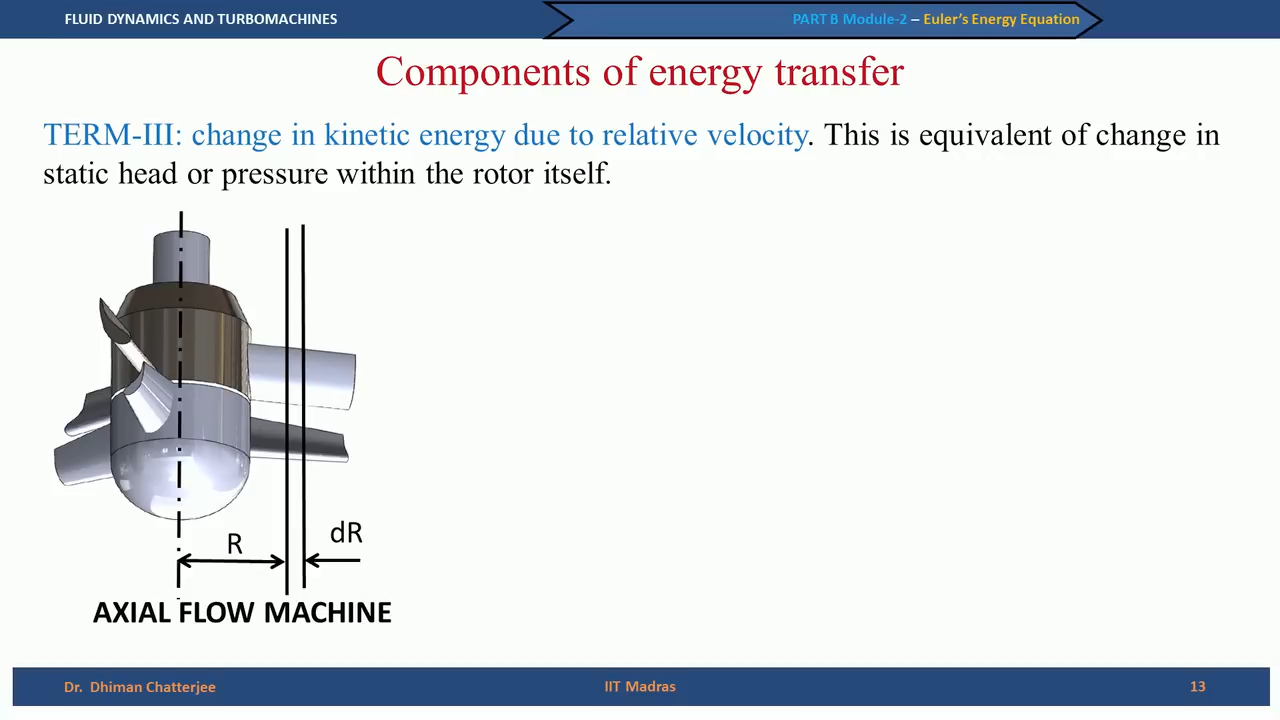 FLUID DYNAMICS AND TURBOMACHINES
PART B Module-2 – Euler's Energy Equation
Components of energy transfer
TERM-III: change in kinetic energy due to relative velocity. This is equivalent of change in
static head or pressure within the rotor itself.
R
dR
AXIAL FLOW MACHINE
Dr. Dhiman Chatterjee
IIT Madras
13